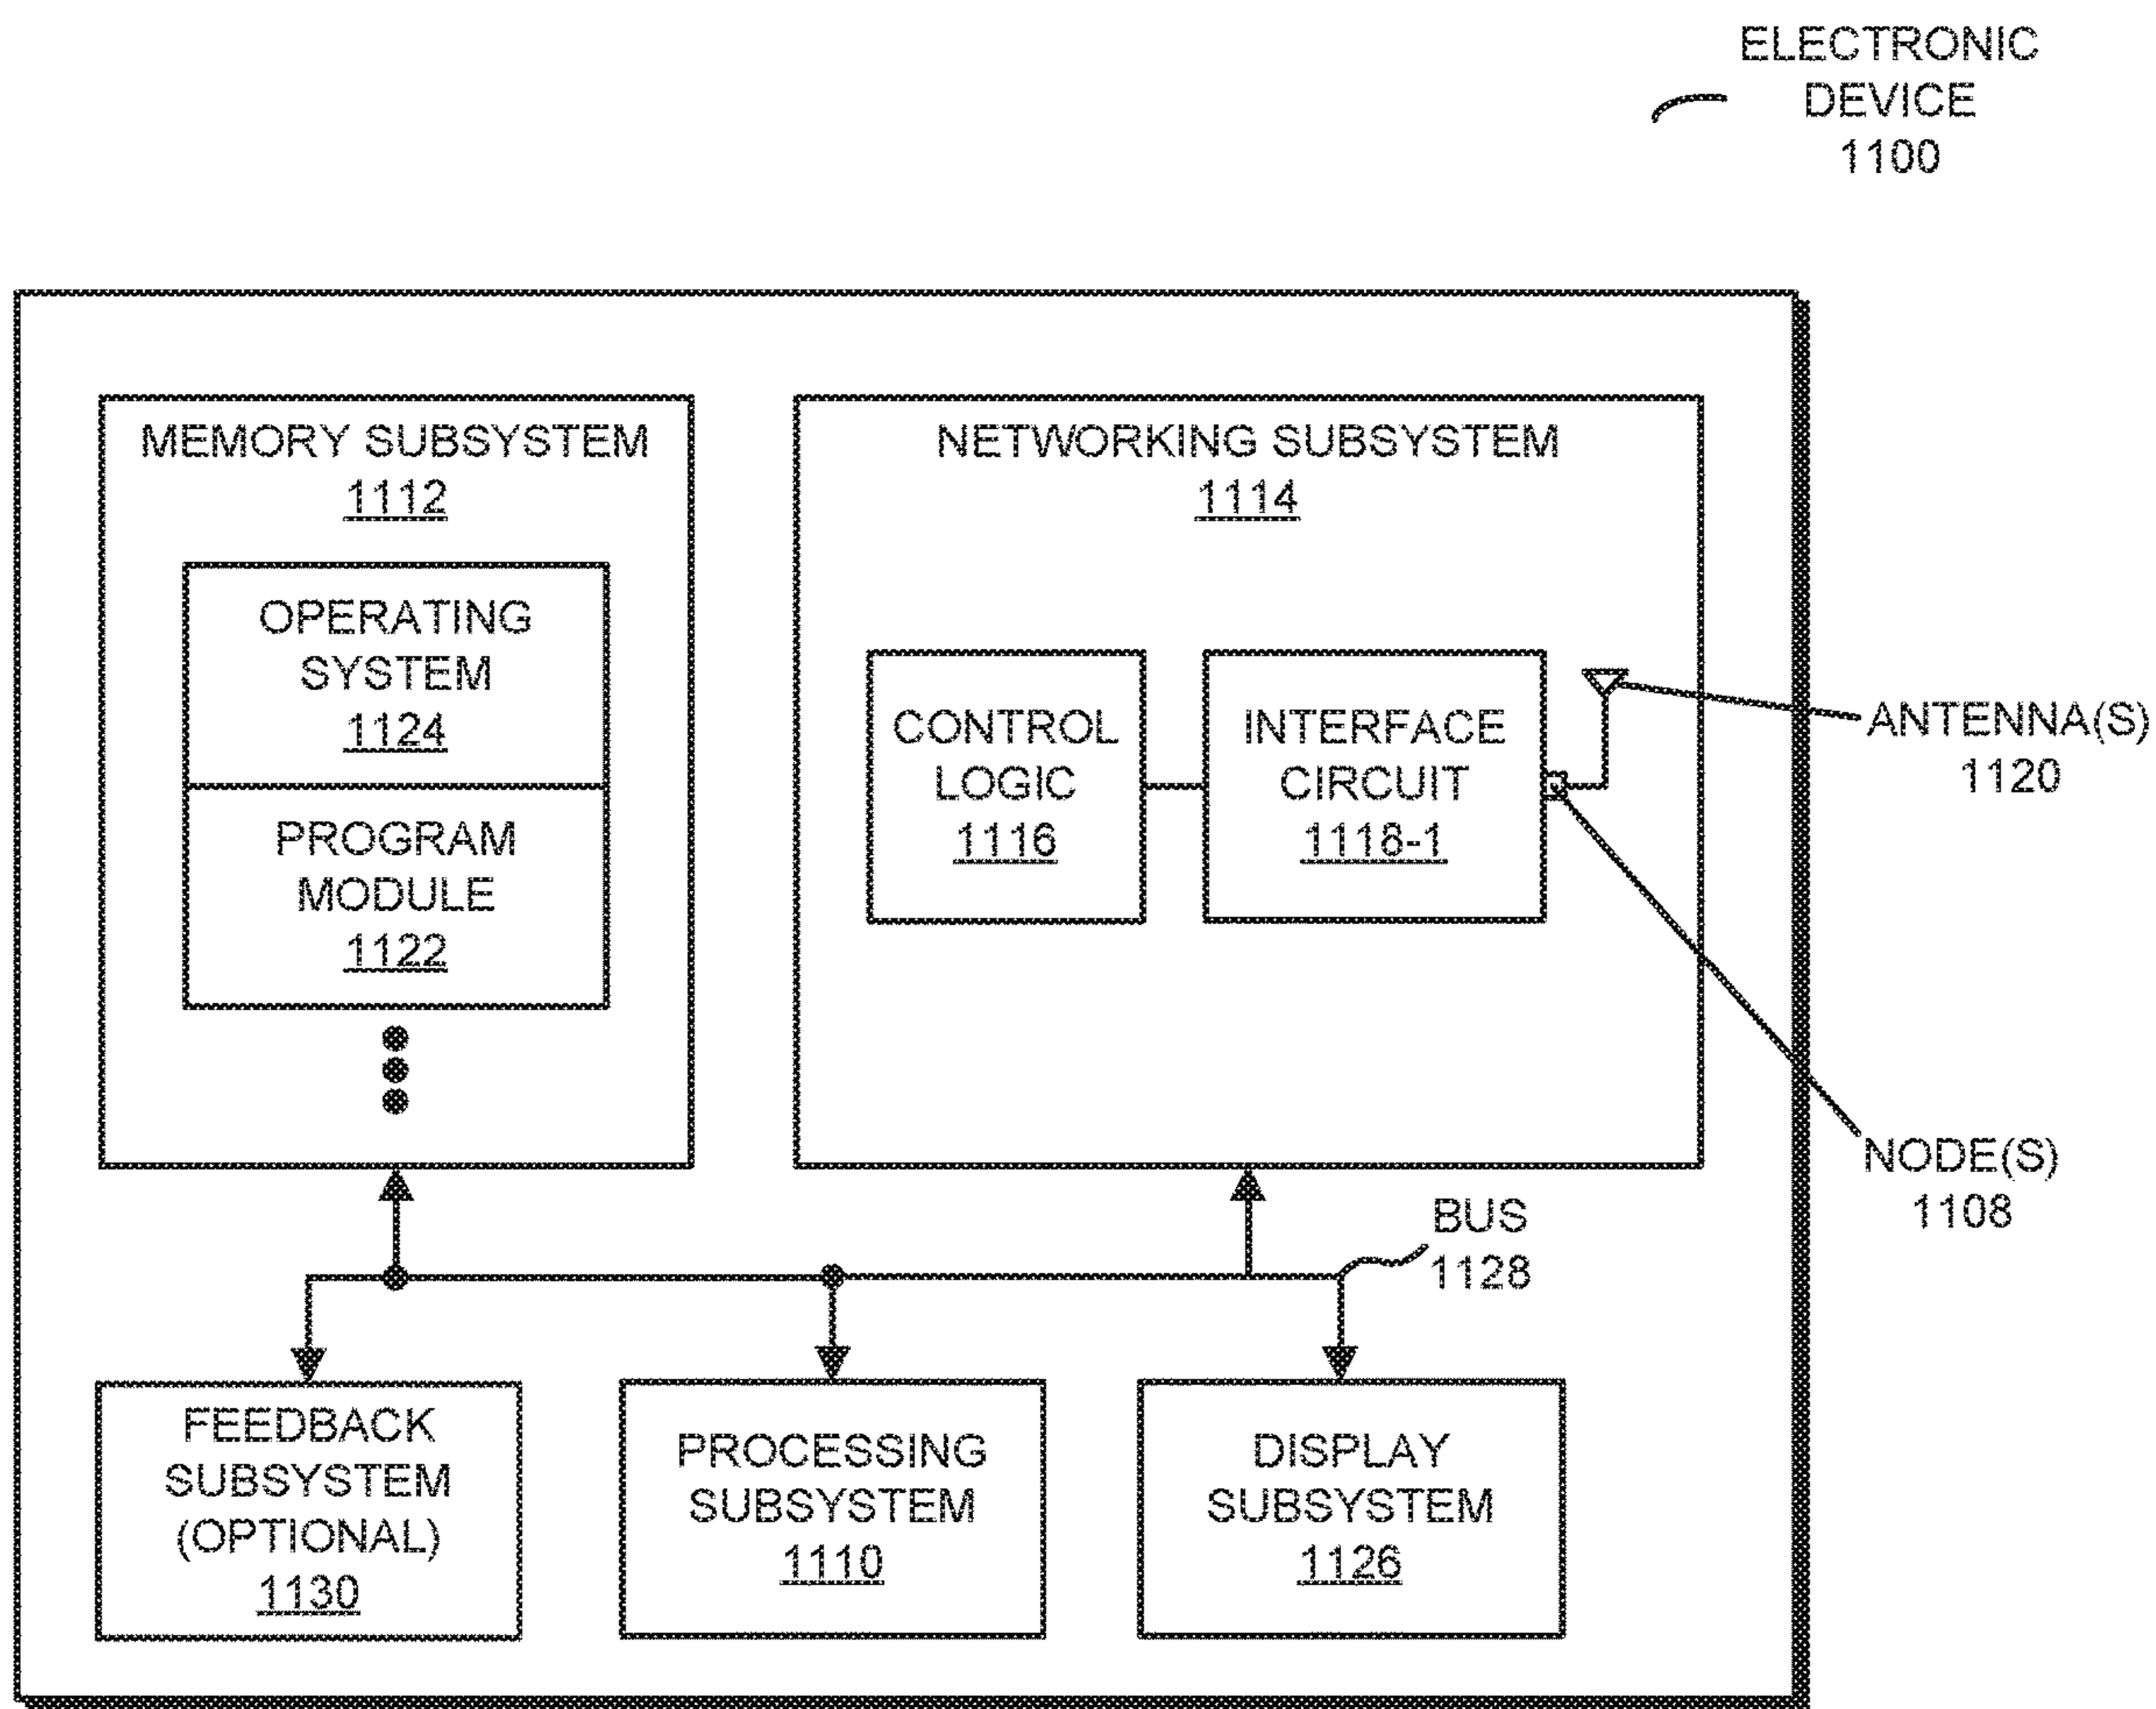 ELECTRONIC
DEVICE
1100
MEMORY SUBSYSTEM
1112
OPERATING
SYSTEM
1124
PROGRAM
MODULE
1122
NETWORKING SUBSYSTEM
1114
CONTROL
LOGIC
1116
INTERFACE
CIRCUIT
1118-1
ANTENNA(S)
1120
NODE(S)
1108
BUS
1128
FEEDBACK
SUBSYSTEM
(OPTIONAL)
1130
PROCESSING
SUBSYSTEM
1110
DISPLAY
SUBSYSTEM
1126